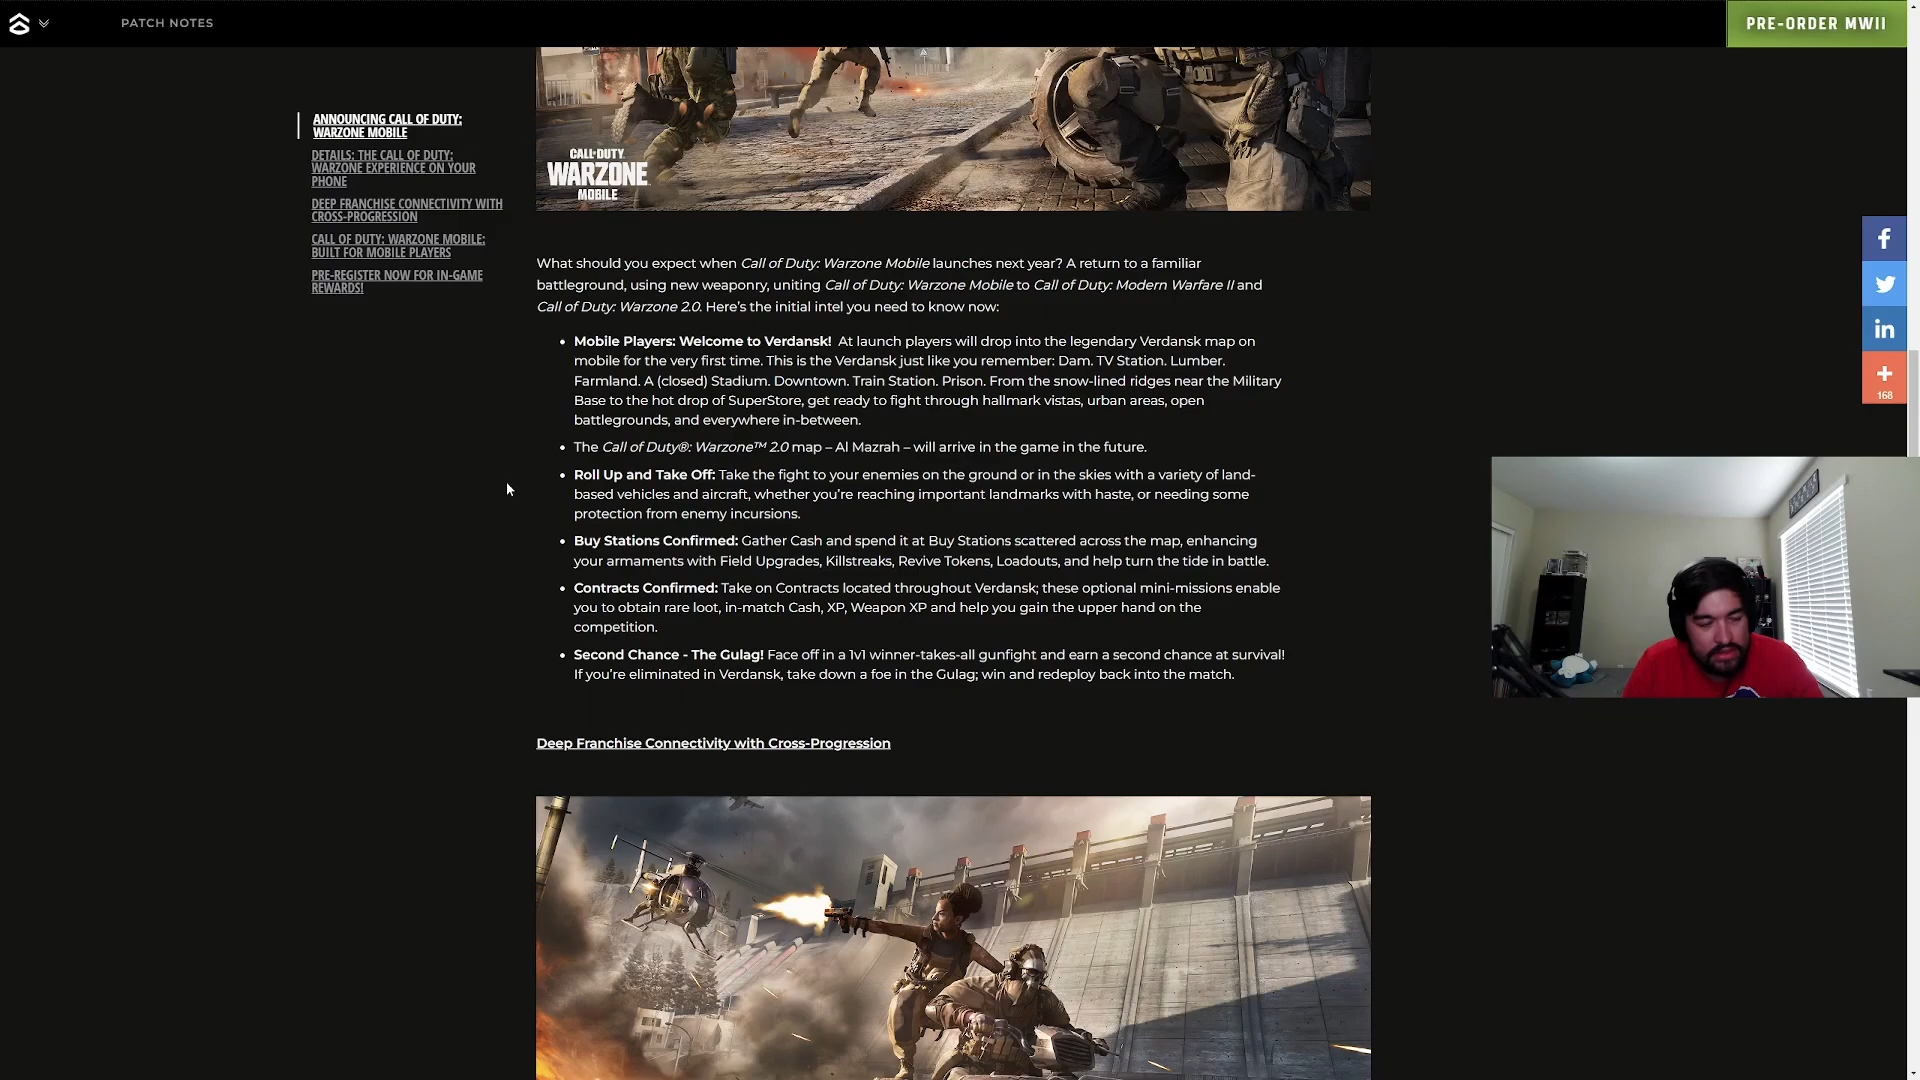 PATCH NOTES
PRE-ORDER MWII
ANNOUNCING CALL OF DUTY:
WARZONE MOBILE
DETAILS: THE CALL OF DUTY:
WARZONE EXPERIENCE ON YOUR
PHONE
DEEP FRANCHISE CONNECTIVITY WITH
CROSS-PROGRESSION
CALL OF DUTY: WARZONE MOBILE:
BUILT FOR MOBILE PLAYERS
PRE-REGISTER NOW FOR IN-GAME
REWARDS!
CALL OF DUTY
WARZONE
MOBILE
What should you expect when Call of Duty: Warzone Mobile launches next year? A return to a familiar
battleground, using new weaponry, uniting Call of Duty: Warzone Mobile to Call of Duty: Modern Warfare II and
Call of Duty: Warzone 2.0. Here's the initial intel you need to know now:
• Mobile Players: Welcome to Verdansk! At launch players will drop into the legendary Verdansk map on
mobile for the very first time. This is the Verdansk just like you remember: Dam. TV Station. Lumber.
Farmland. A (closed) Stadium. Downtown. Train Station. Prison. From the snow-lined ridges near the Military
Base to the hot drop of SuperStore, get ready to fight through hallmark vistas, urban areas, open
battlegrounds, and everywhere in-between.
• The Call of Duty®: Warzone™ 2.0 map – Al Mazrah – will arrive in the game in the future.
• Roll Up and Take Off: Take the fight to your enemies on the ground or in the skies with a variety of land-
based vehicles and aircraft, whether you're reaching important landmarks with haste, or needing some
protection from enemy incursions.
• Buy Stations Confirmed: Gather Cash and spend it at Buy Stations scattered across the map, enhancing
your armaments with Field Upgrades, Killstreaks, Revive Tokens, Loadouts, and help turn the tide in battle.
• Contracts Confirmed: Take on Contracts located throughout Verdansk; these optional mini-missions enable
you to obtain rare loot, in-match Cash, XP, Weapon XP and help you gain the upper hand on the
competition.
• Second Chance - The Gulag! Face off in a 1v1 winner-takes-all gunfight and earn a second chance at survival!
If you're eliminated in Verdansk, take down a foe in the Gulag; win and redeploy back into the match.
Deep Franchise Connectivity with Cross-Progression
168